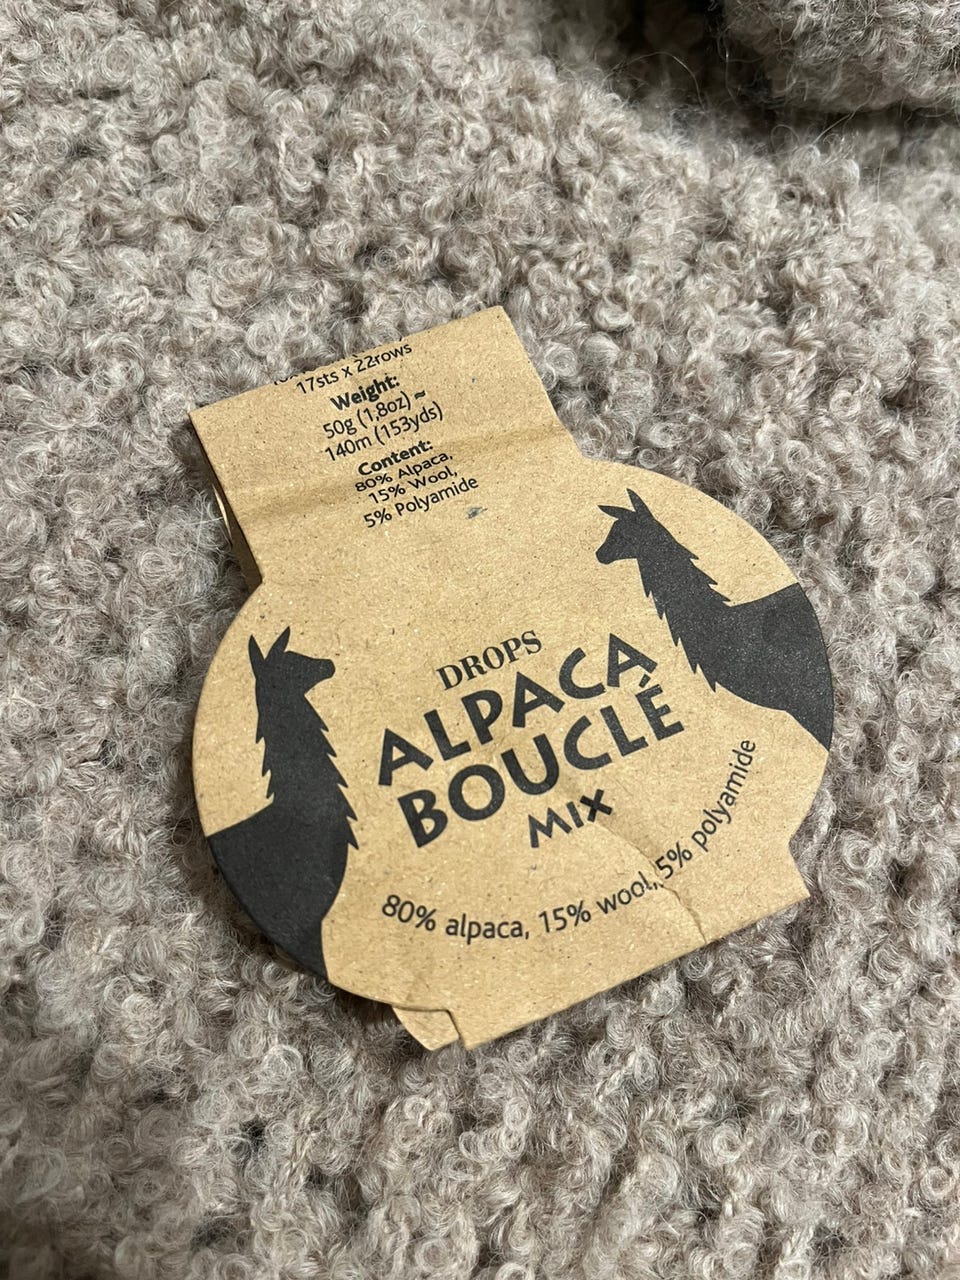 17sts x 22rows
Weight:
50g (1,8oz) ≈
140m (153yds)
Content:
80% Alpaca,
15% Wool,
5% Polyamide
DROPS
ALPACA
BOUCLÉ
MIX
80% alpaca, 15% wool, 5% polyamide